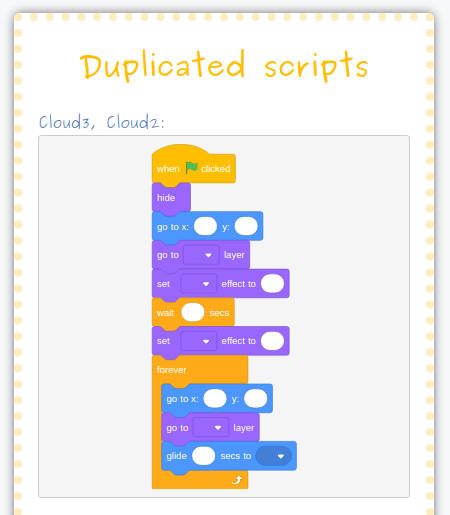 Duplicated scripts
Cloud3, Cloud2:
when clicked
hide
go to x: y:
go to layer
set effect to
wait secs
set effect to
forever
go to x: y:
go to layer
glide secs to